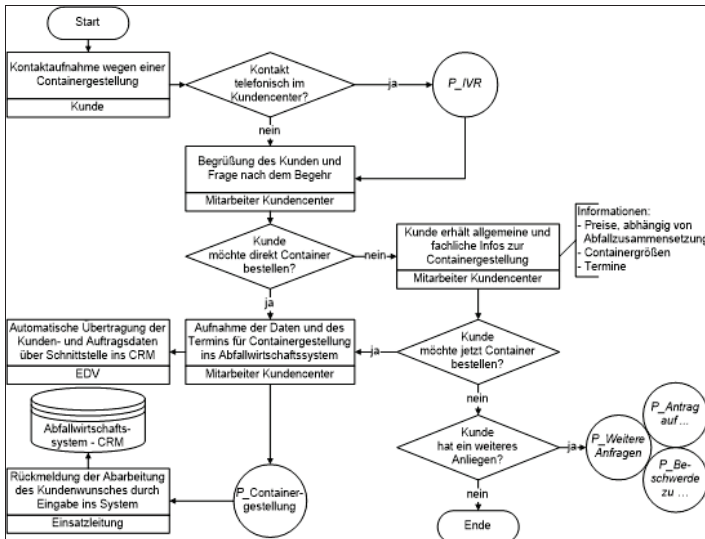 Start
Kontaktaufnahme wegen einer
Containergestellung
Kunde
Kontakt
telefonisch im
Kundencenter?
ja
P_IVR
nein
Begrüßung des Kunden und
Frage nach dem Begehr
Mitarbeiter Kundencenter
Kunde
möchte direkt Container
bestellen?
nein
Kunde erhält allgemeine und
fachliche Infos zur
Containergestellung
Mitarbeiter Kundencenter
Informationen:
- Preise, abhängig von
Abfallzusammensetzung
- Containergrößen
- Termine
ja
Automatische Übertragung der
Kunden- und Auftragsdaten
über Schnittstelle ins CRM
EDV
Aufnahme der Daten und des
Termins für Containergestellung
ins Abfallwirtschaftssystem
Mitarbeiter Kundencenter
ja
Kunde
möchte jetzt Container
bestellen?
nein
Abfallwirtschafts-
system - CRM
Kunde
hat ein weiteres
Anliegen?
ja
P_Weitere
Anfragen
P_Antrag
auf ...
P_Be-
schwerde
zu ...
Rückmeldung der Abarbeitung
des Kundenwunsches durch
Eingabe ins System
Einsatzleitung
P_Container-
gestellung
nein
Ende